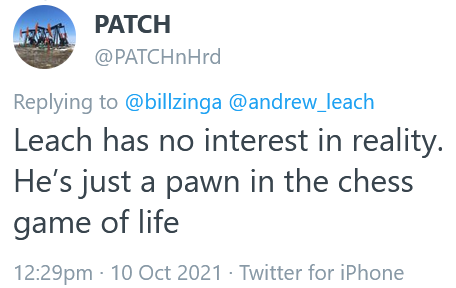 PATCH
@PATCHnHrd
Replying to @billzinga @andrew_leach
Leach has no interest in reality.
He’s just a pawn in the chess
game of life
12:29pm · 10 Oct 2021 · Twitter for iPhone